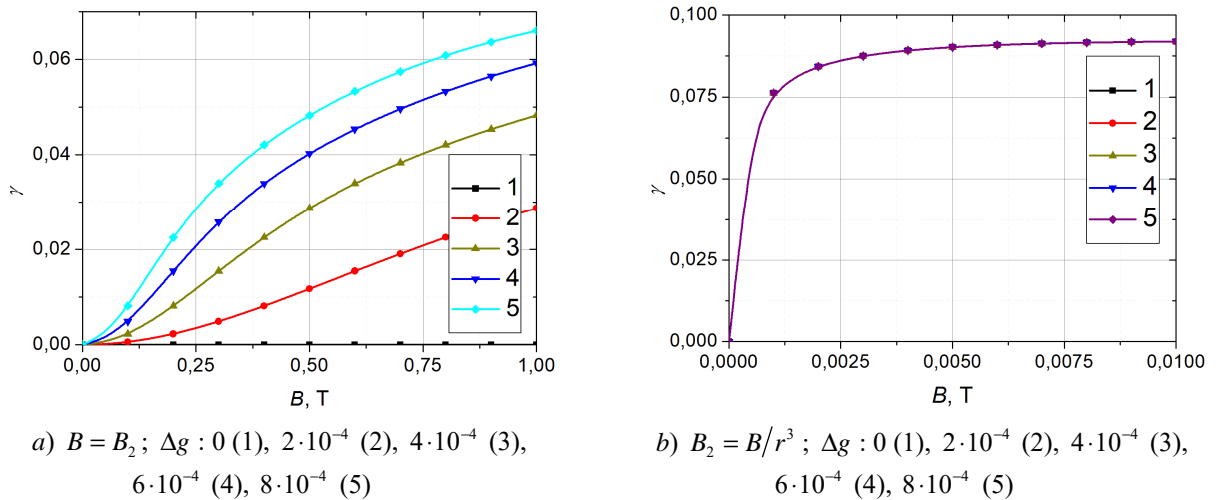 0,06
0,04
γ
0,02
0,00
0,00 0,25 0,50 0,75 1,00
B, T
1
2
3
4
5
a) B = B₂ ; Δg : 0 (1), 2·10⁻⁴ (2), 4·10⁻⁴ (3),
6·10⁻⁴ (4), 8·10⁻⁴ (5)
0,100
0,075
γ
0,050
0,025
0,000
0,0000 0,0025 0,0050 0,0075 0,0100
B, T
1
2
3
4
5
b) B₂ = B/r³ ; Δg : 0 (1), 2·10⁻⁴ (2), 4·10⁻⁴ (3),
6·10⁻⁴ (4), 8·10⁻⁴ (5)